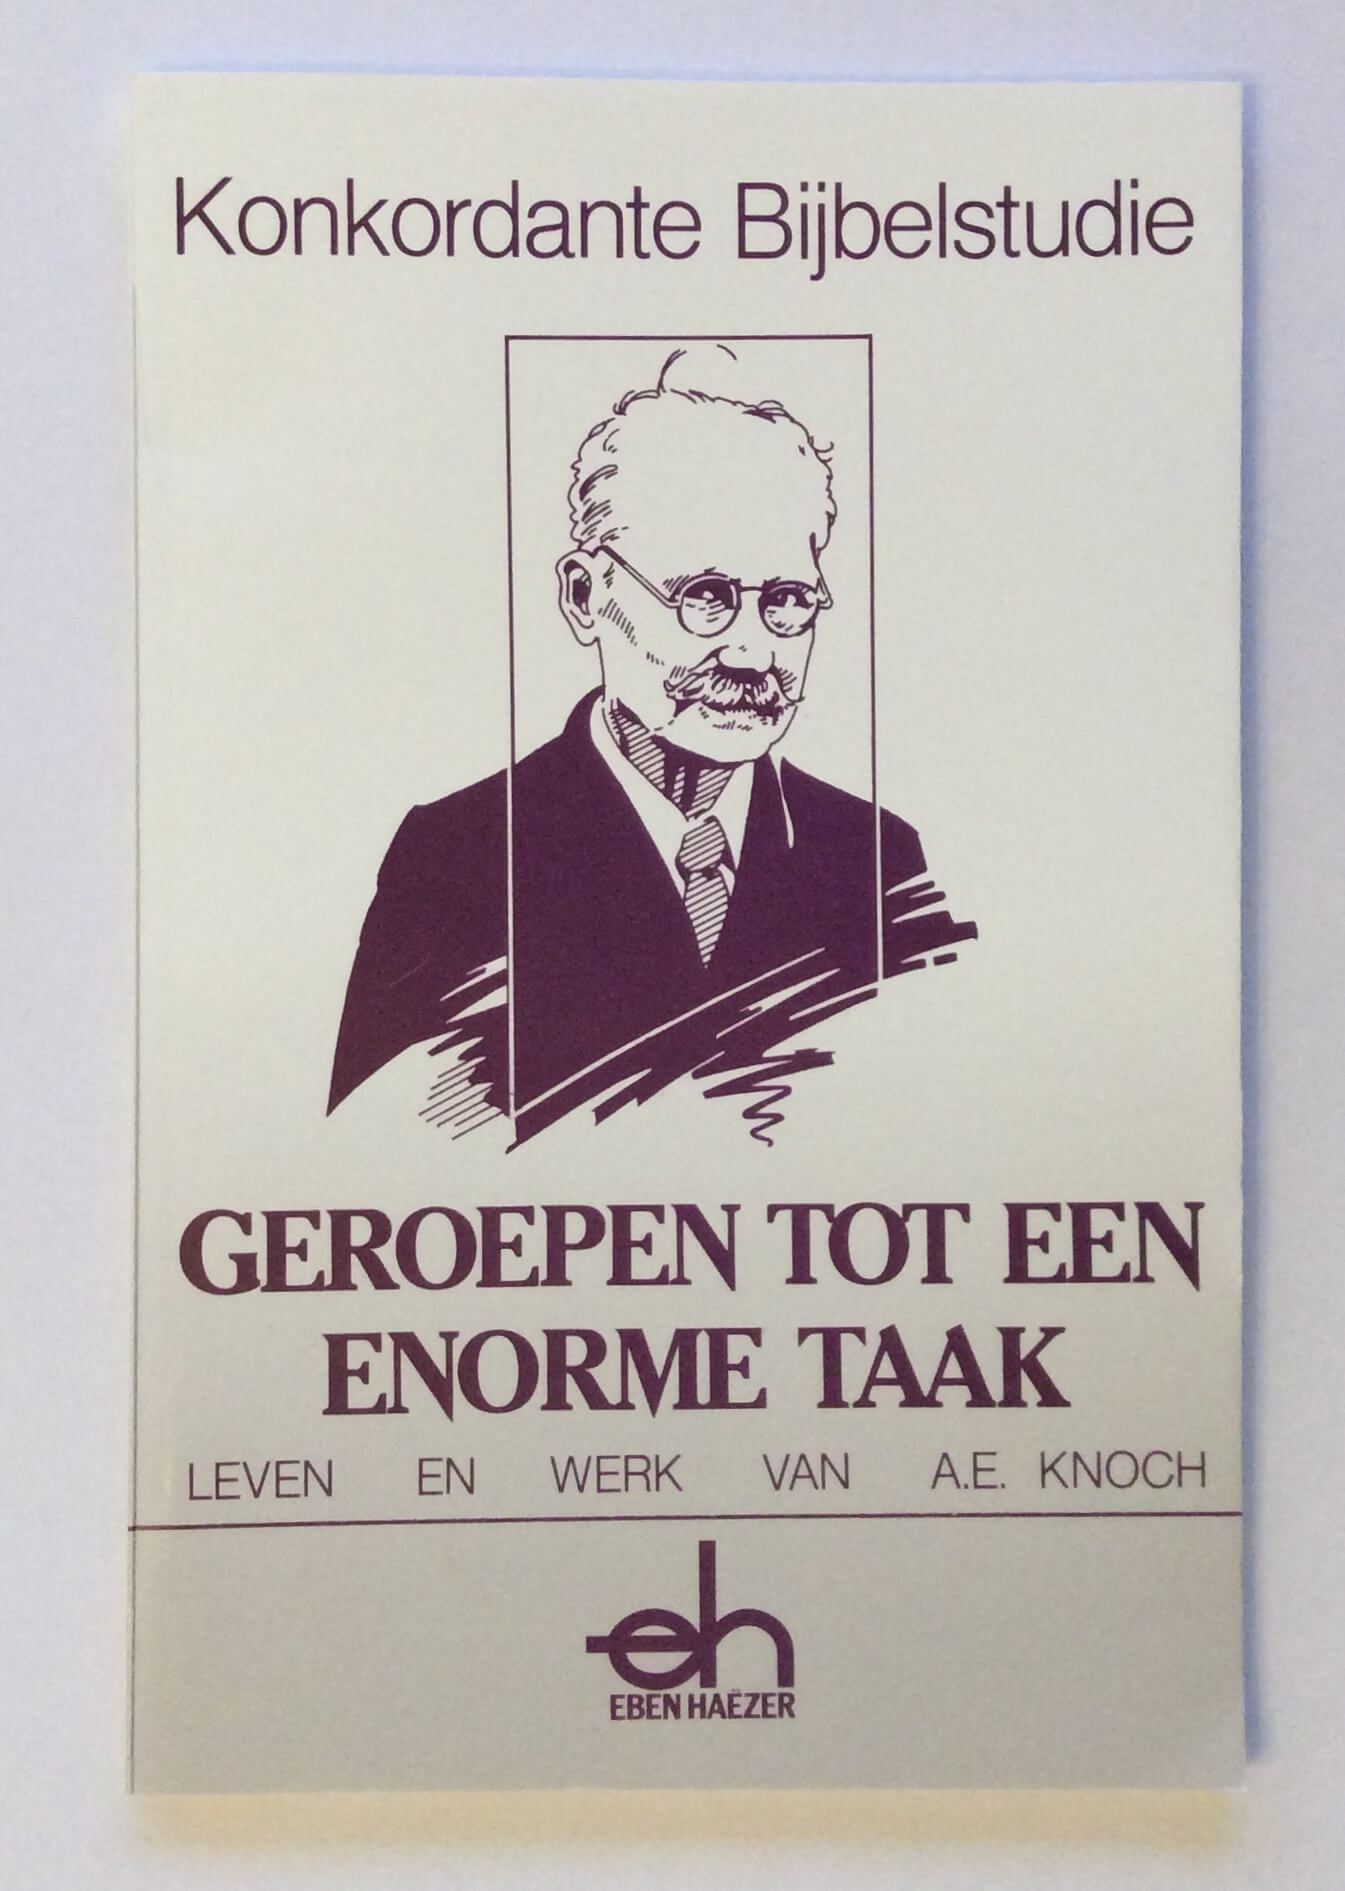 Konkordante Bijbelstudie
GEROEPEN TOT EEN
ENORME TAAK
LEVEN EN WERK VAN A.E. KNOCH
eh
EBEN HAËZER